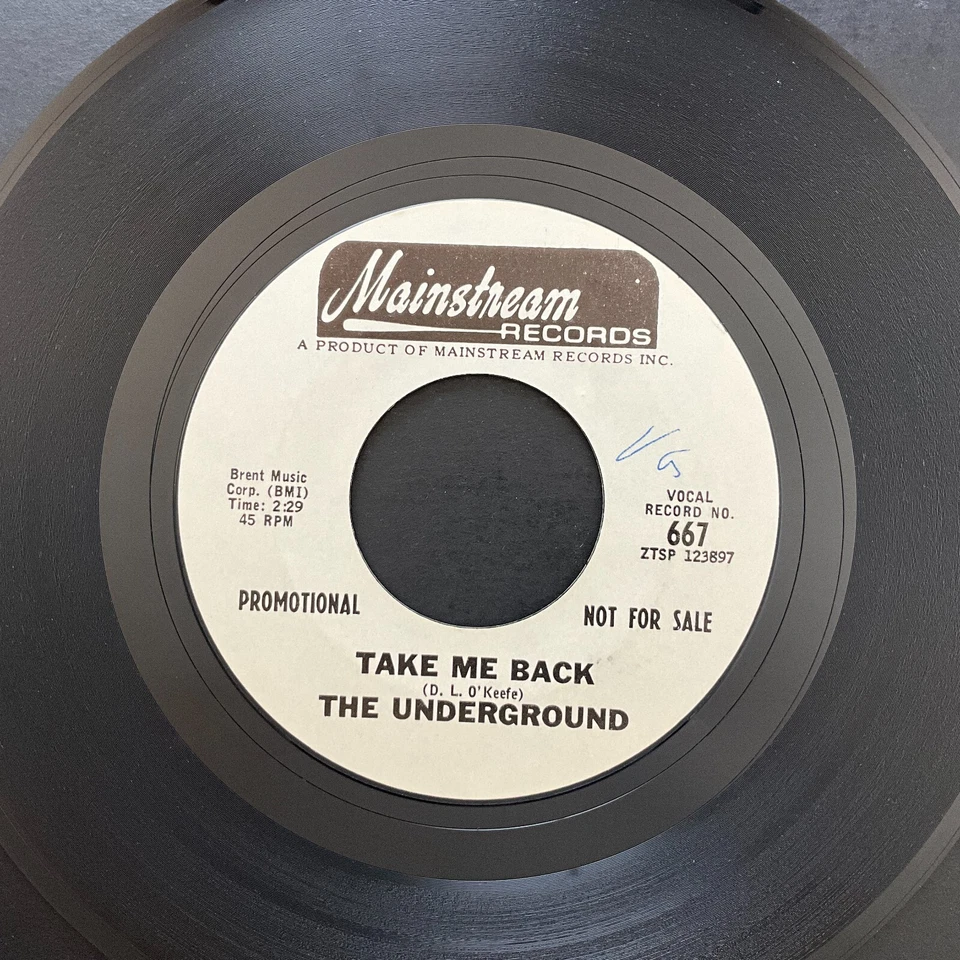 Mainstream
RECORDS
A PRODUCT OF MAINSTREAM RECORDS INC.
Brent Music
Corp. (BMI)
Time: 2:29
45 RPM
VG
VOCAL
RECORD NO.
667
ZTSP 123897
PROMOTIONAL
NOT FOR SALE
TAKE ME BACK
(D. L. O'Keefe)
THE UNDERGROUND